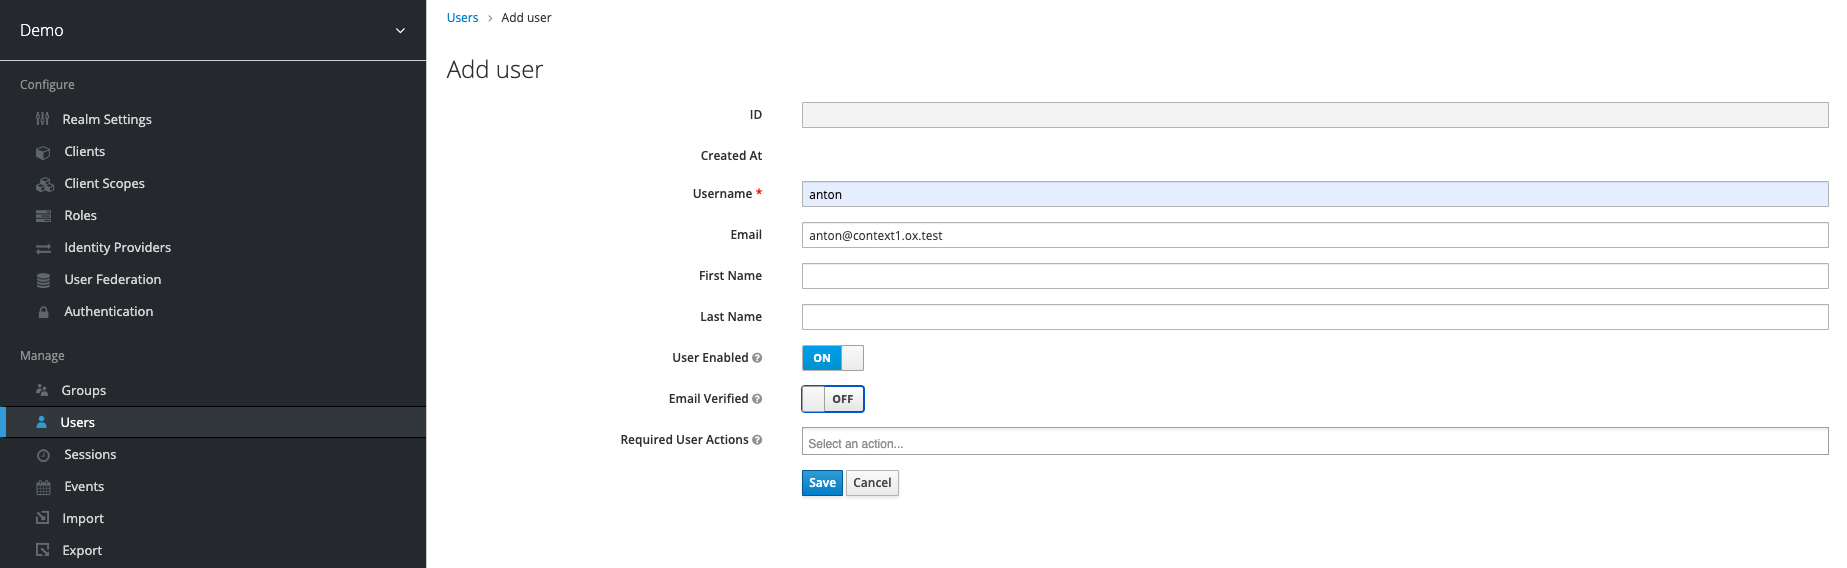 Demo
Configure
Realm Settings
Clients
Client Scopes
Roles
Identity Providers
User Federation
Authentication
Manage
Groups
Users
Sessions
Events
Import
Export
Users › Add user
Add user
ID
Created At
Username * anton
Email anton@context1.ox.test
First Name
Last Name
User Enabled ON
Email Verified OFF
Required User Actions Select an action...
Save Cancel